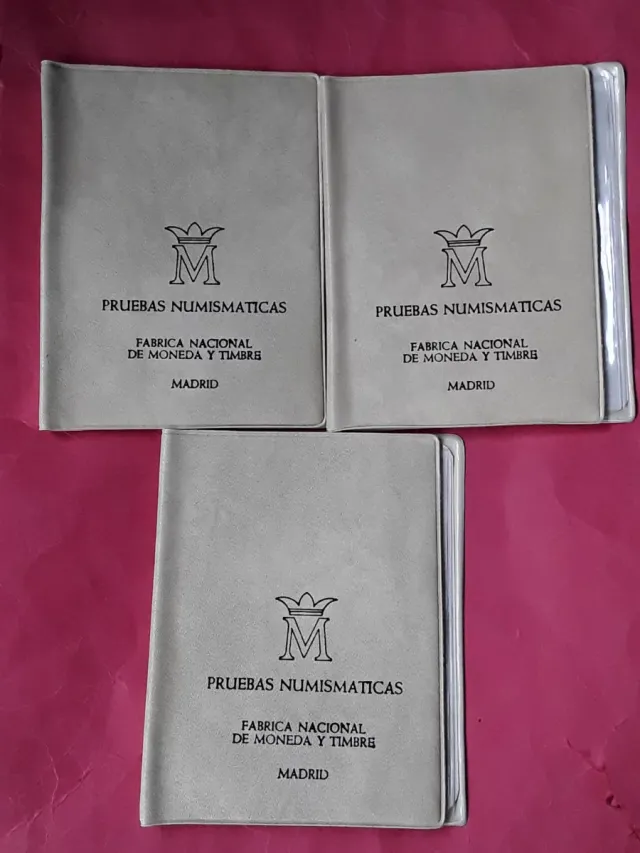 M
PRUEBAS NUMISMATICAS
FABRICA NACIONAL
DE MONEDA Y TIMBRE
MADRID
M
PRUEBAS NUMISMATICAS
FABRICA NACIONAL
DE MONEDA Y TIMBRE
MADRID
M
PRUEBAS NUMISMATICAS
FABRICA NACIONAL
DE MONEDA Y TIMBRE
MADRID